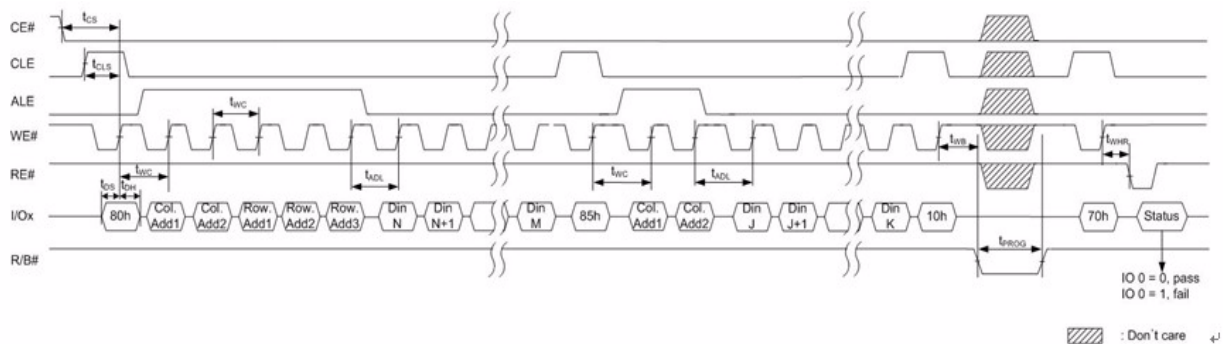 CE#
tCS
CLE
tCLS
ALE
tWC
WE#
tWB
tWHR
RE#
tDS
tDH
tWC
tADL
tWC
tADL
I/Ox
80h
Col. Add1
Col. Add2
Row. Add1
Row. Add2
Row. Add3
Din N
Din N+1
Din M
85h
Col Add1
Col Add2
Din J
Din J+1
Din K
10h
70h
Status
R/B#
tPROG
IO 0 = 0, pass
IO 0 = 1, fail
: Don`t care ↵